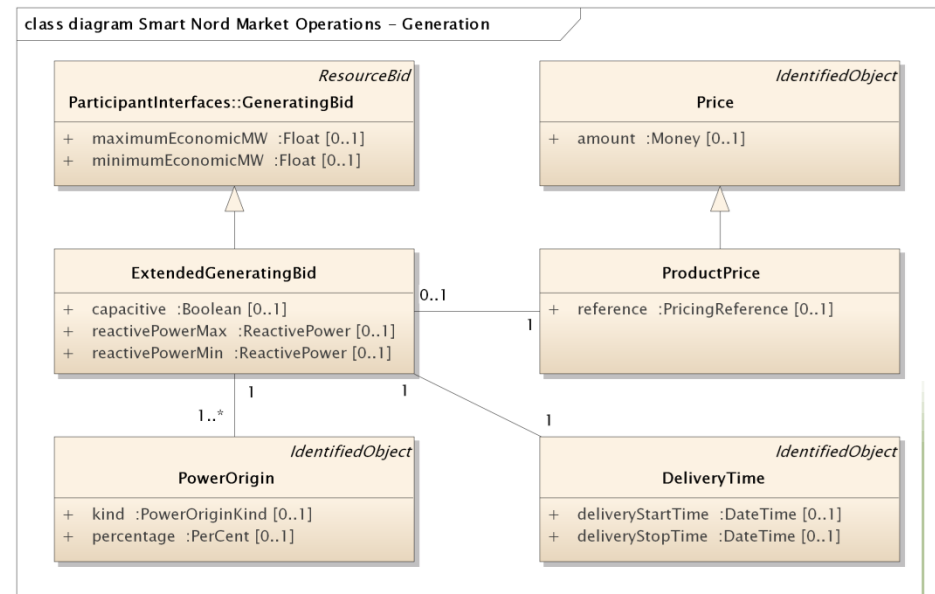 class diagram Smart Nord Market Operations – Generation
ResourceBid
ParticipantInterfaces::GeneratingBid
+ maximumEconomicMW :Float [0..1]
+ minimumEconomicMW :Float [0..1]
IdentifiedObject
Price
+ amount :Money [0..1]
ExtendedGeneratingBid
+ capacitive :Boolean [0..1]
+ reactivePowerMax :ReactivePower [0..1]
+ reactivePowerMin :ReactivePower [0..1]
0..1
1
ProductPrice
+ reference :PricingReference [0..1]
1
1..*
1
1
IdentifiedObject
PowerOrigin
+ kind :PowerOriginKind [0..1]
+ percentage :PerCent [0..1]
IdentifiedObject
DeliveryTime
+ deliveryStartTime :DateTime [0..1]
+ deliveryStopTime :DateTime [0..1]